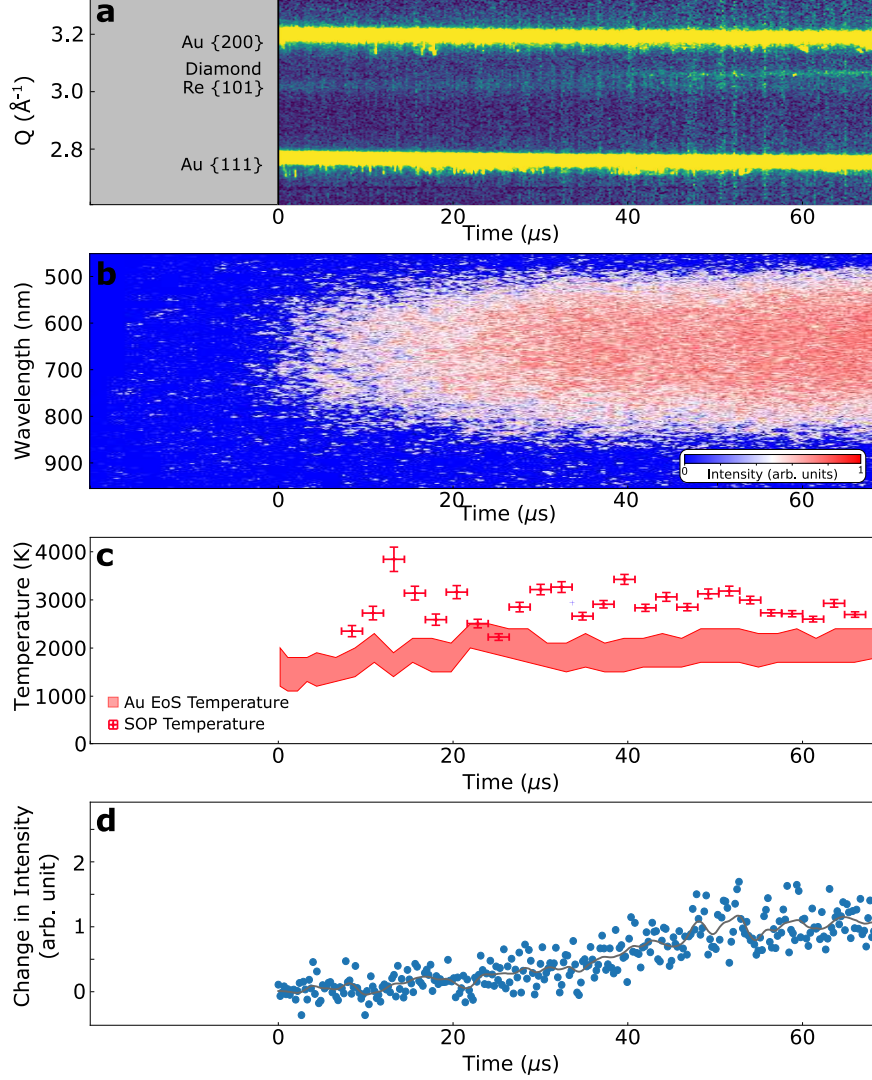 a
3.2
3.0
2.8
Q (Å⁻¹)
Au {200}
Diamond
Re {101}
Au {111}
0
20
40
60
Time (μs)
b
500
600
700
800
900
Wavelength (nm)
0
Intensity (arb. units)
1
0
20
40
60
Time (μs)
c
4000
3000
2000
1000
0
Temperature (K)
Au EoS Temperature
SOP Temperature
0
20
40
60
Time (μs)
d
2
1
0
Change in Intensity
(arb. unit)
0
20
40
60
Time (μs)